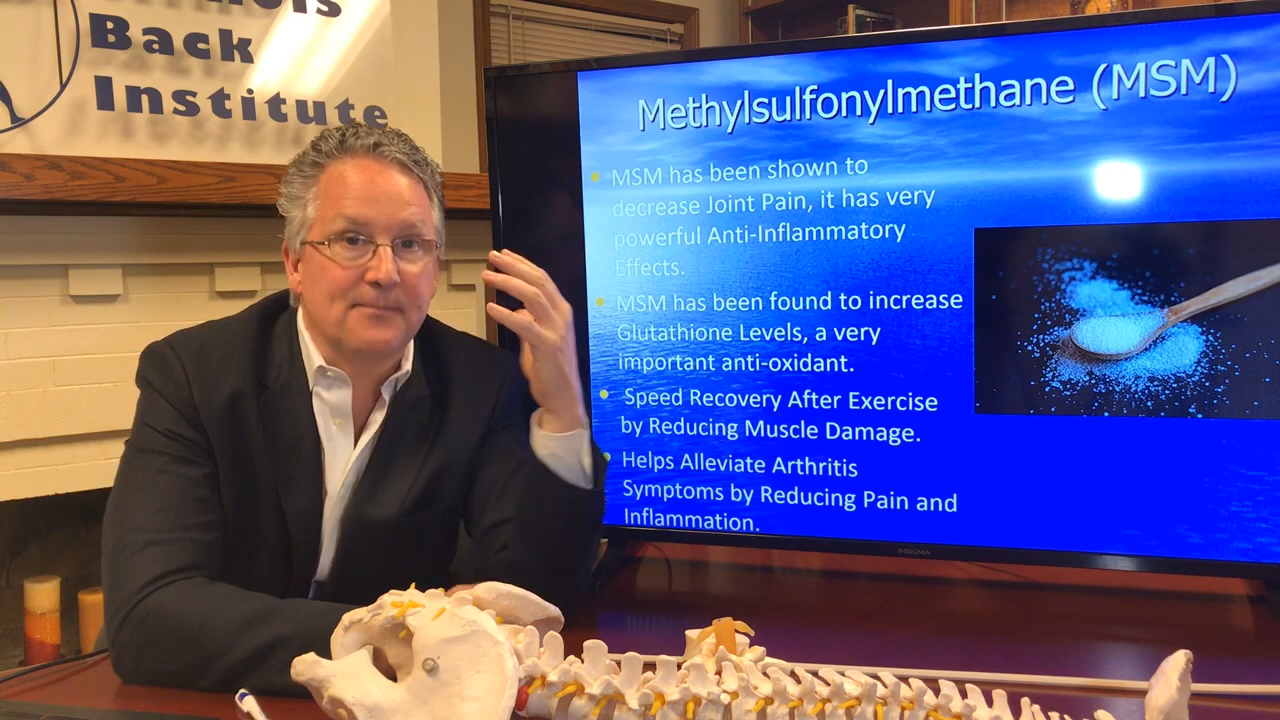 Back
Institute
Methylsulfonylmethane (MSM)
MSM has been shown to
decrease Joint Pain, it has very
powerful Anti-Inflammatory
Effects.
MSM has been found to increase
Glutathione Levels, a very
important anti-oxidant.
Speed Recovery After Exercise
by Reducing Muscle Damage.
Helps Alleviate Arthritis
Symptoms by Reducing Pain and
Inflammation.
INSIGNIA